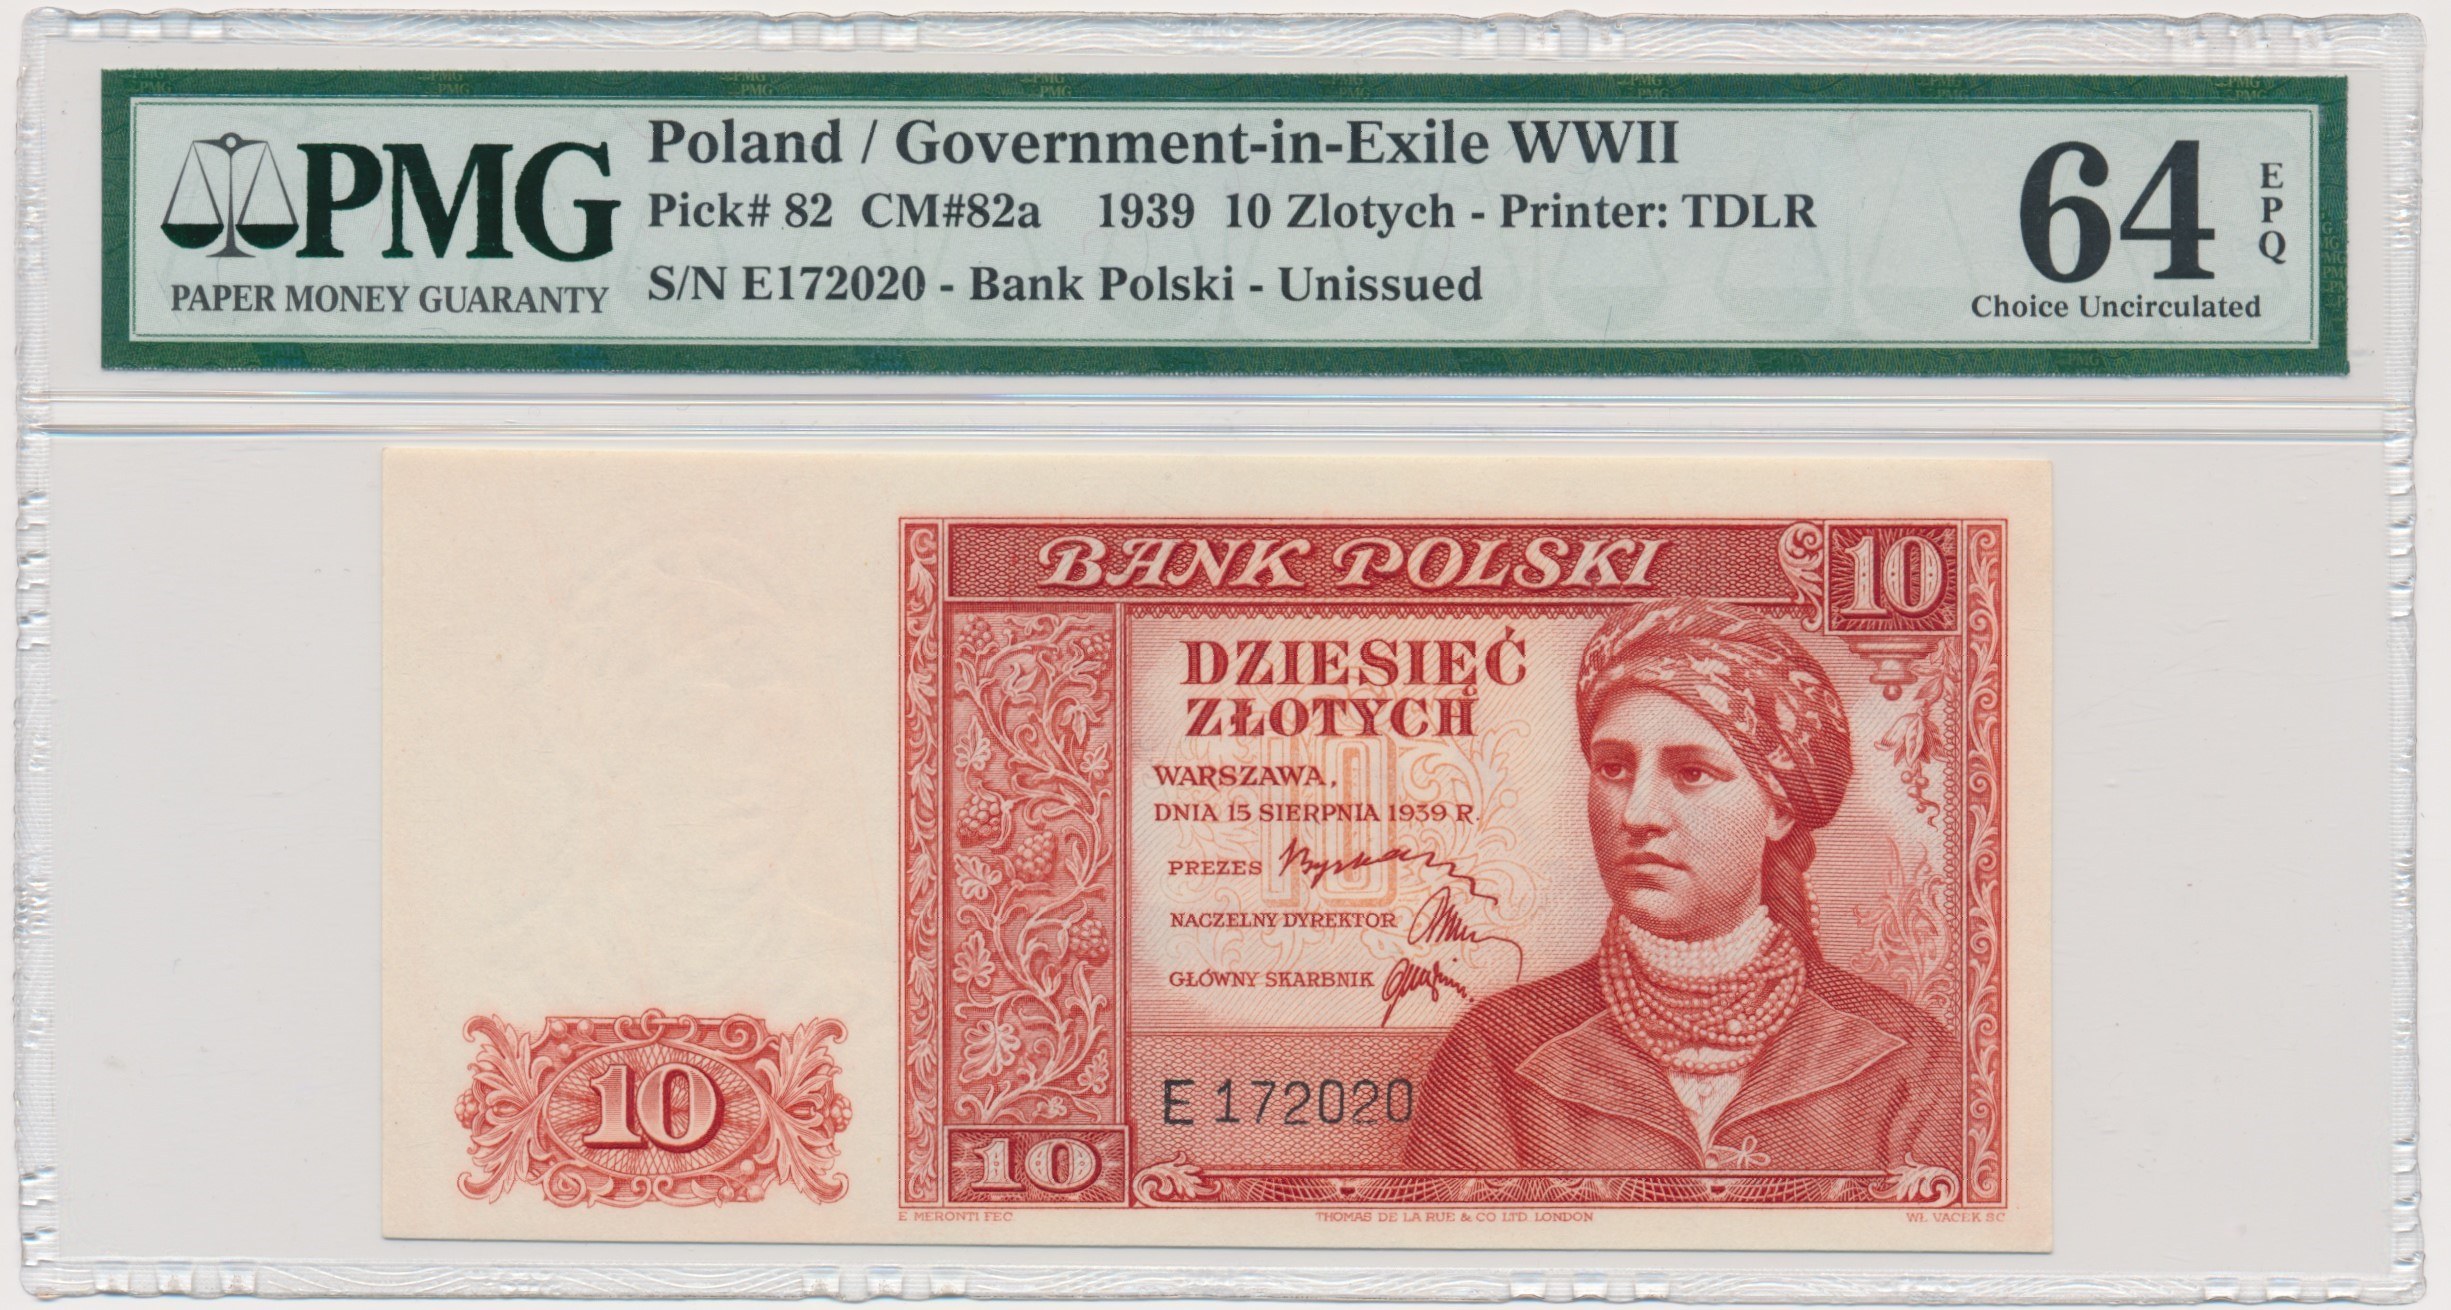 PMG
PAPER MONEY GUARANTY
Poland / Government-in-Exile WWII
Pick# 82 CM#82a 1939 10 Zlotych - Printer: TDLR
S/N E172020 - Bank Polski - Unissued
64
EPQ
Choice Uncirculated
BANK POLSKI
10
DZIESIĘĆ
ZŁOTYCH
10
WARSZAWA,
DNIA 15 SIERPNIA 1939 R.
PREZES
NACZELNY DYREKTOR
GŁÓWNY SKARBNIK
E 172020
10
10
E MERONTI FEC.
THOMAS DE LA RUE & CO LTD. LONDON
WŁ. VACEK SC